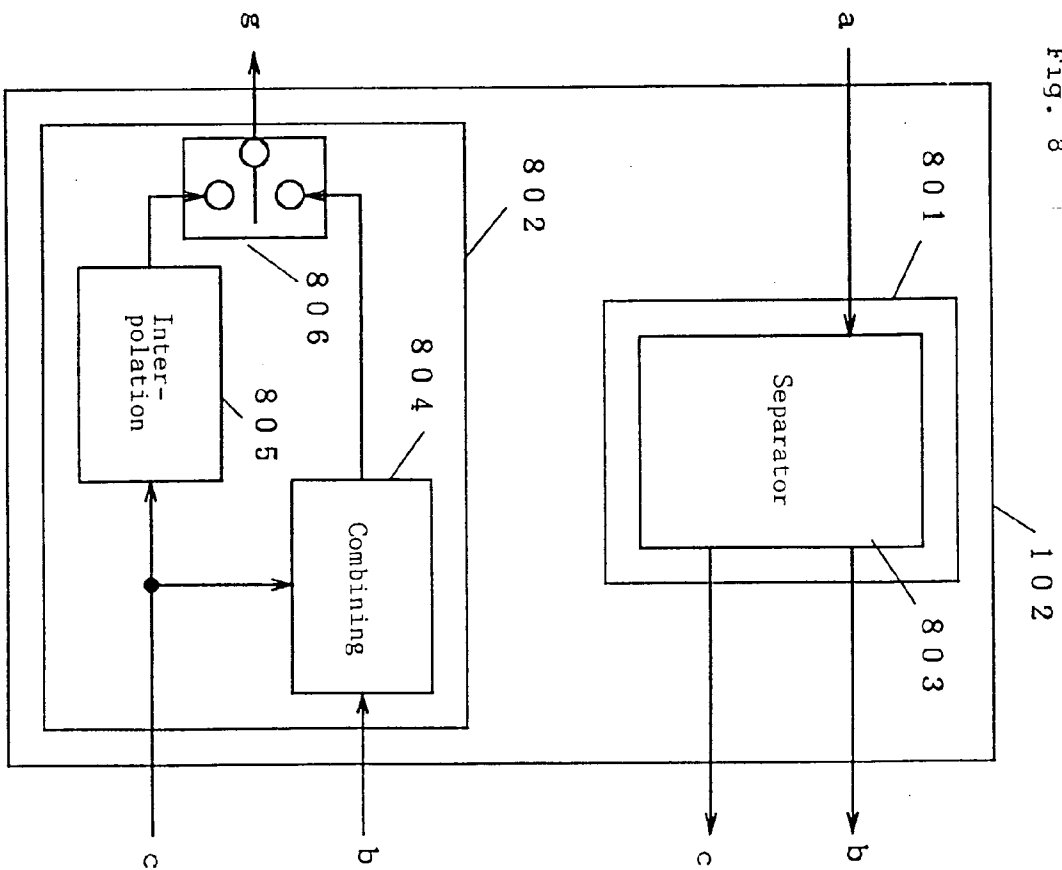 Fig. 8
102
801
a
Separator
803
b
c
802
g
806
804
Combining
b
Inter-
polation
805
c